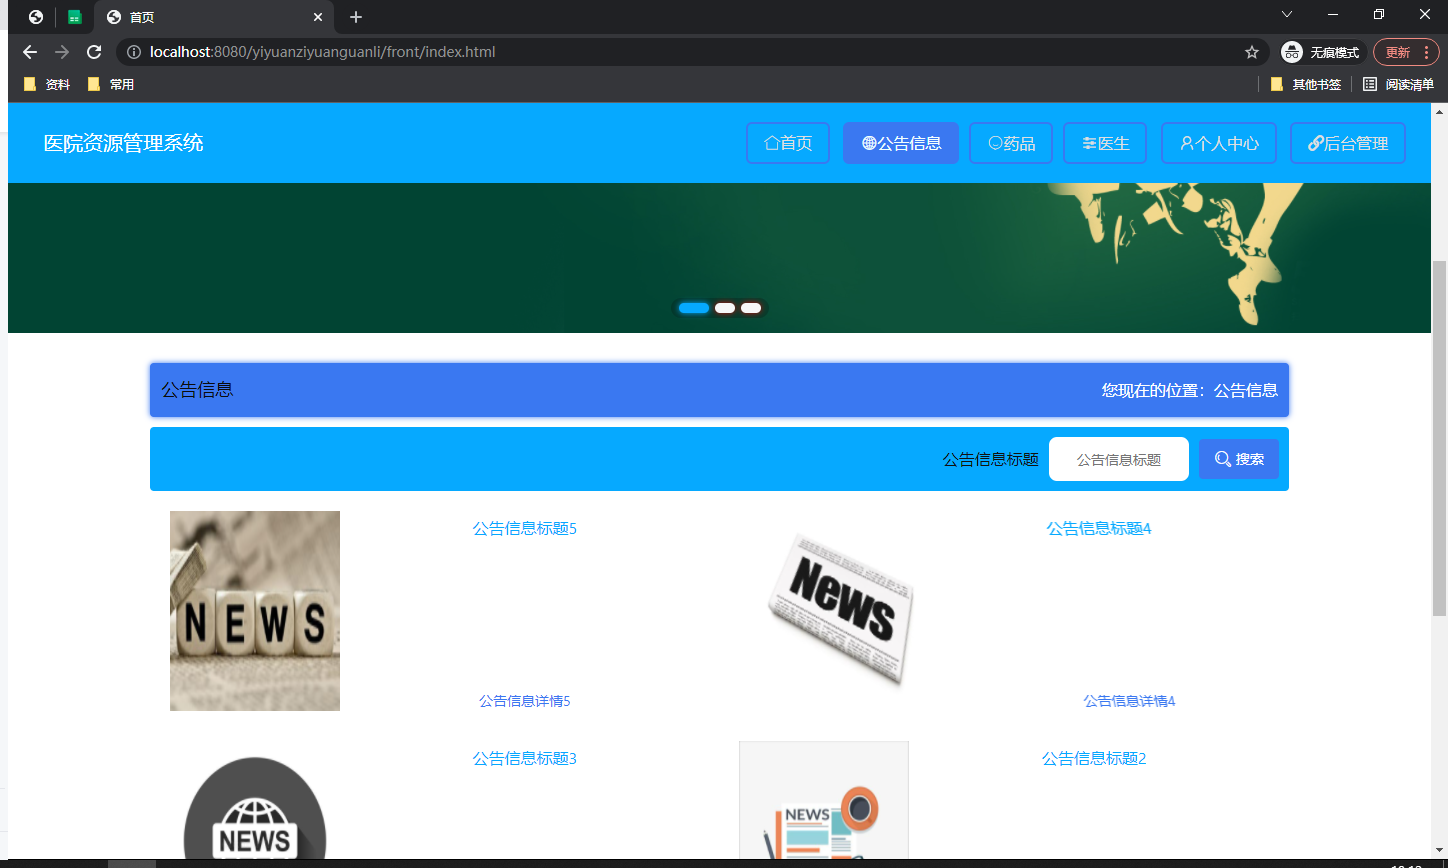 首页
localhost:8080/yiyuanziyuanguanli/front/index.html
无痕模式
更新
资料
常用
其他书签
阅读清单
医院资源管理系统
首页
公告信息
药品
医生
个人中心
后台管理
公告信息
您现在的位置：公告信息
公告信息标题
公告信息标题
搜索
NEWS
公告信息标题5
News
公告信息标题4
公告信息详情5
公告信息详情4
NEWS
公告信息标题3
NEWS
公告信息标题2